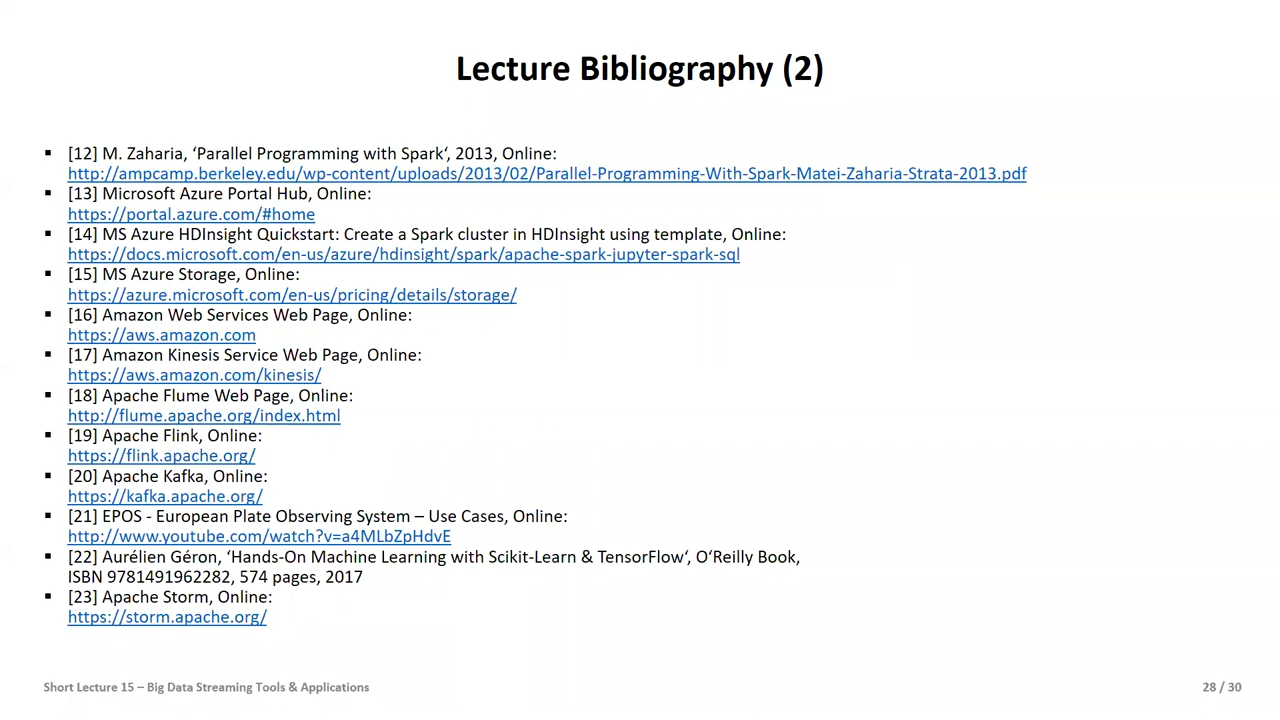 Lecture Bibliography (2)
▪ [12] M. Zaharia, ‘Parallel Programming with Spark‘, 2013, Online:
http://ampcamp.berkeley.edu/wp-content/uploads/2013/02/Parallel-Programming-With-Spark-Matei-Zaharia-Strata-2013.pdf
▪ [13] Microsoft Azure Portal Hub, Online:
https://portal.azure.com/#home
▪ [14] MS Azure HDInsight Quickstart: Create a Spark cluster in HDInsight using template, Online:
https://docs.microsoft.com/en-us/azure/hdinsight/spark/apache-spark-jupyter-spark-sql
▪ [15] MS Azure Storage, Online:
https://azure.microsoft.com/en-us/pricing/details/storage/
▪ [16] Amazon Web Services Web Page, Online:
https://aws.amazon.com
▪ [17] Amazon Kinesis Service Web Page, Online:
https://aws.amazon.com/kinesis/
▪ [18] Apache Flume Web Page, Online:
http://flume.apache.org/index.html
▪ [19] Apache Flink, Online:
https://flink.apache.org/
▪ [20] Apache Kafka, Online:
https://kafka.apache.org/
▪ [21] EPOS - European Plate Observing System – Use Cases, Online:
http://www.youtube.com/watch?v=a4MLbZpHdvE
▪ [22] Aurélien Géron, ‘Hands-On Machine Learning with Scikit-Learn & TensorFlow‘, O‘Reilly Book,
ISBN 9781491962282, 574 pages, 2017
▪ [23] Apache Storm, Online:
https://storm.apache.org/
Short Lecture 15 – Big Data Streaming Tools & Applications
28 / 30